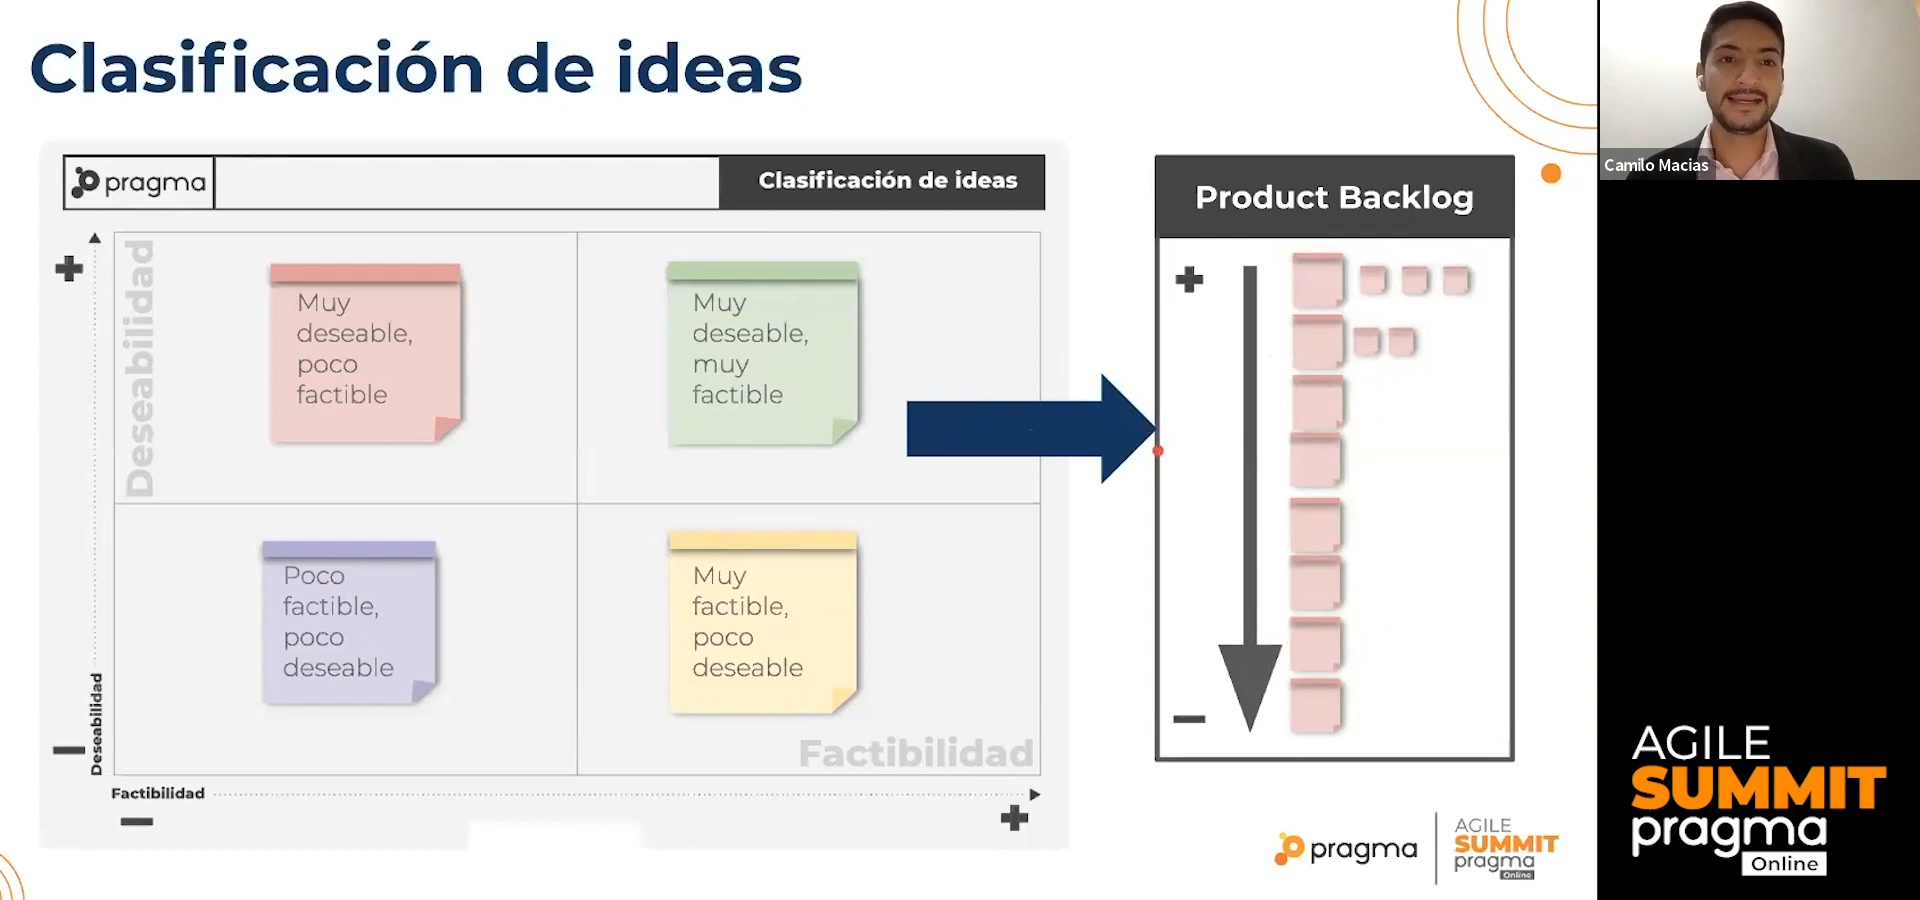 Clasificación de ideas
pragma
Clasificación de ideas
Deseabilidad
Muy
deseable,
poco
factible
Muy
deseable,
muy
factible
Poco
factible,
poco
deseable
Muy
factible,
poco
deseable
Factibilidad
Deseabilidad
Factibilidad
Product Backlog
pragma
AGILE
SUMMIT
pragma
Online
Camilo Macias
AGILE
SUMMIT
pragma
Online